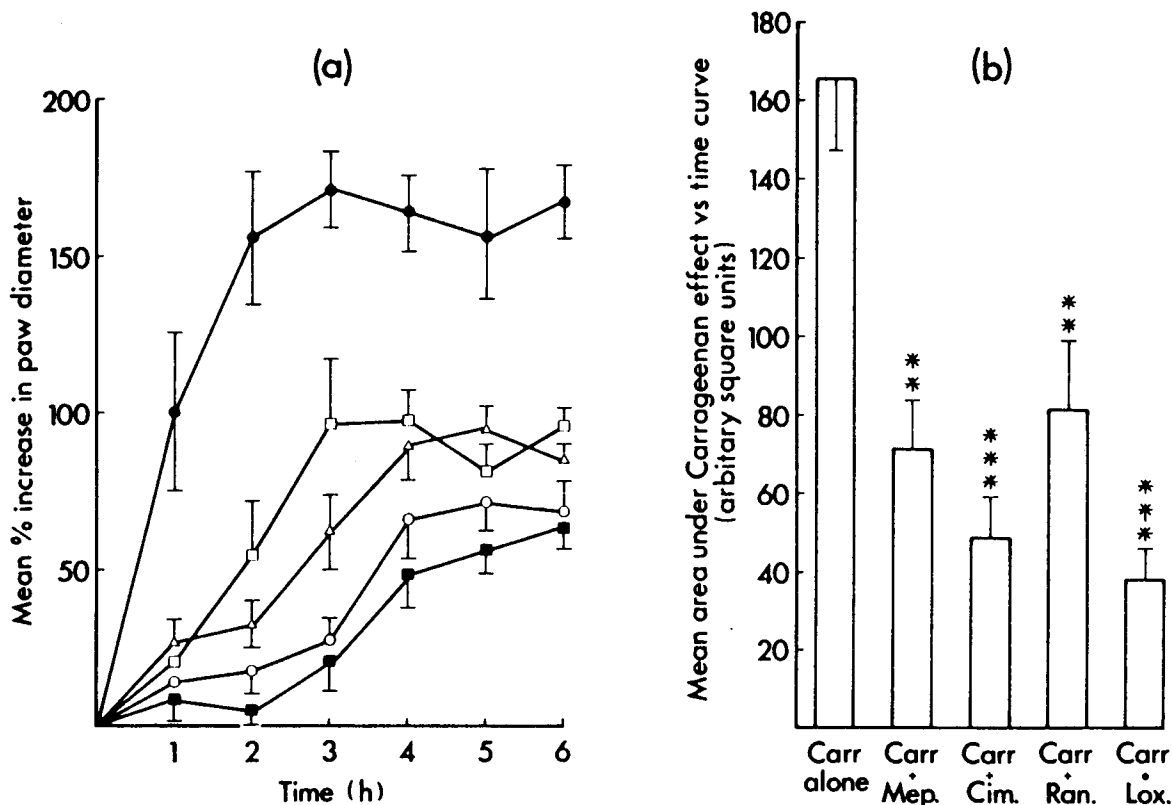 (a)
Mean % increase in paw diameter
200
150
100
50
1 2 3 4 5 6
Time (h)
(b)
Mean area under Carrageenan effect vs time curve
(arbitary square units)
180
160
140
120
100
80
60
40
20
**
***
**
***
Carr alone
Carr + Mep.
Carr + Cim.
Carr + Ran.
Carr + Lox.